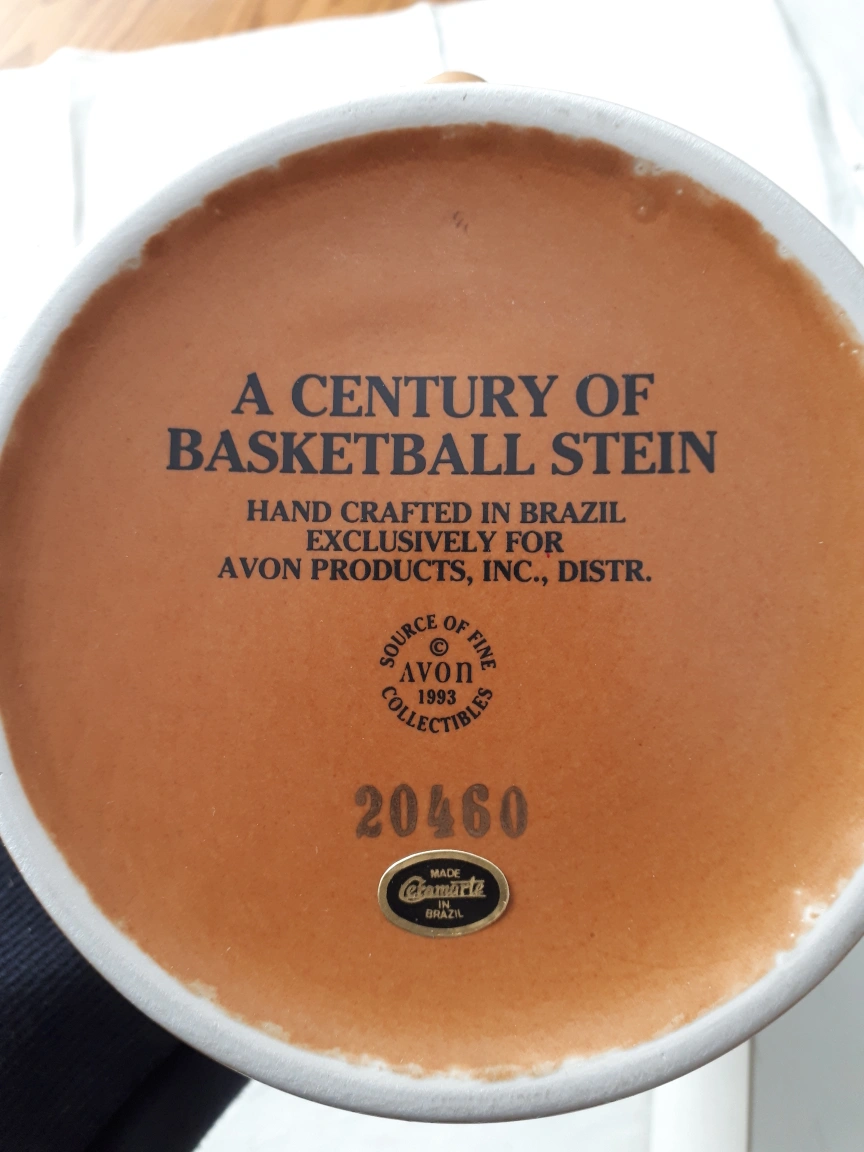 A CENTURY OF
BASKETBALL STEIN
HAND CRAFTED IN BRAZIL
EXCLUSIVELY FOR
AVON PRODUCTS, INC., DISTR.
SOURCE OF FINE
©
AVON
1993
COLLECTIBLES
20460
MADE
Ceramarte
IN
BRAZIL